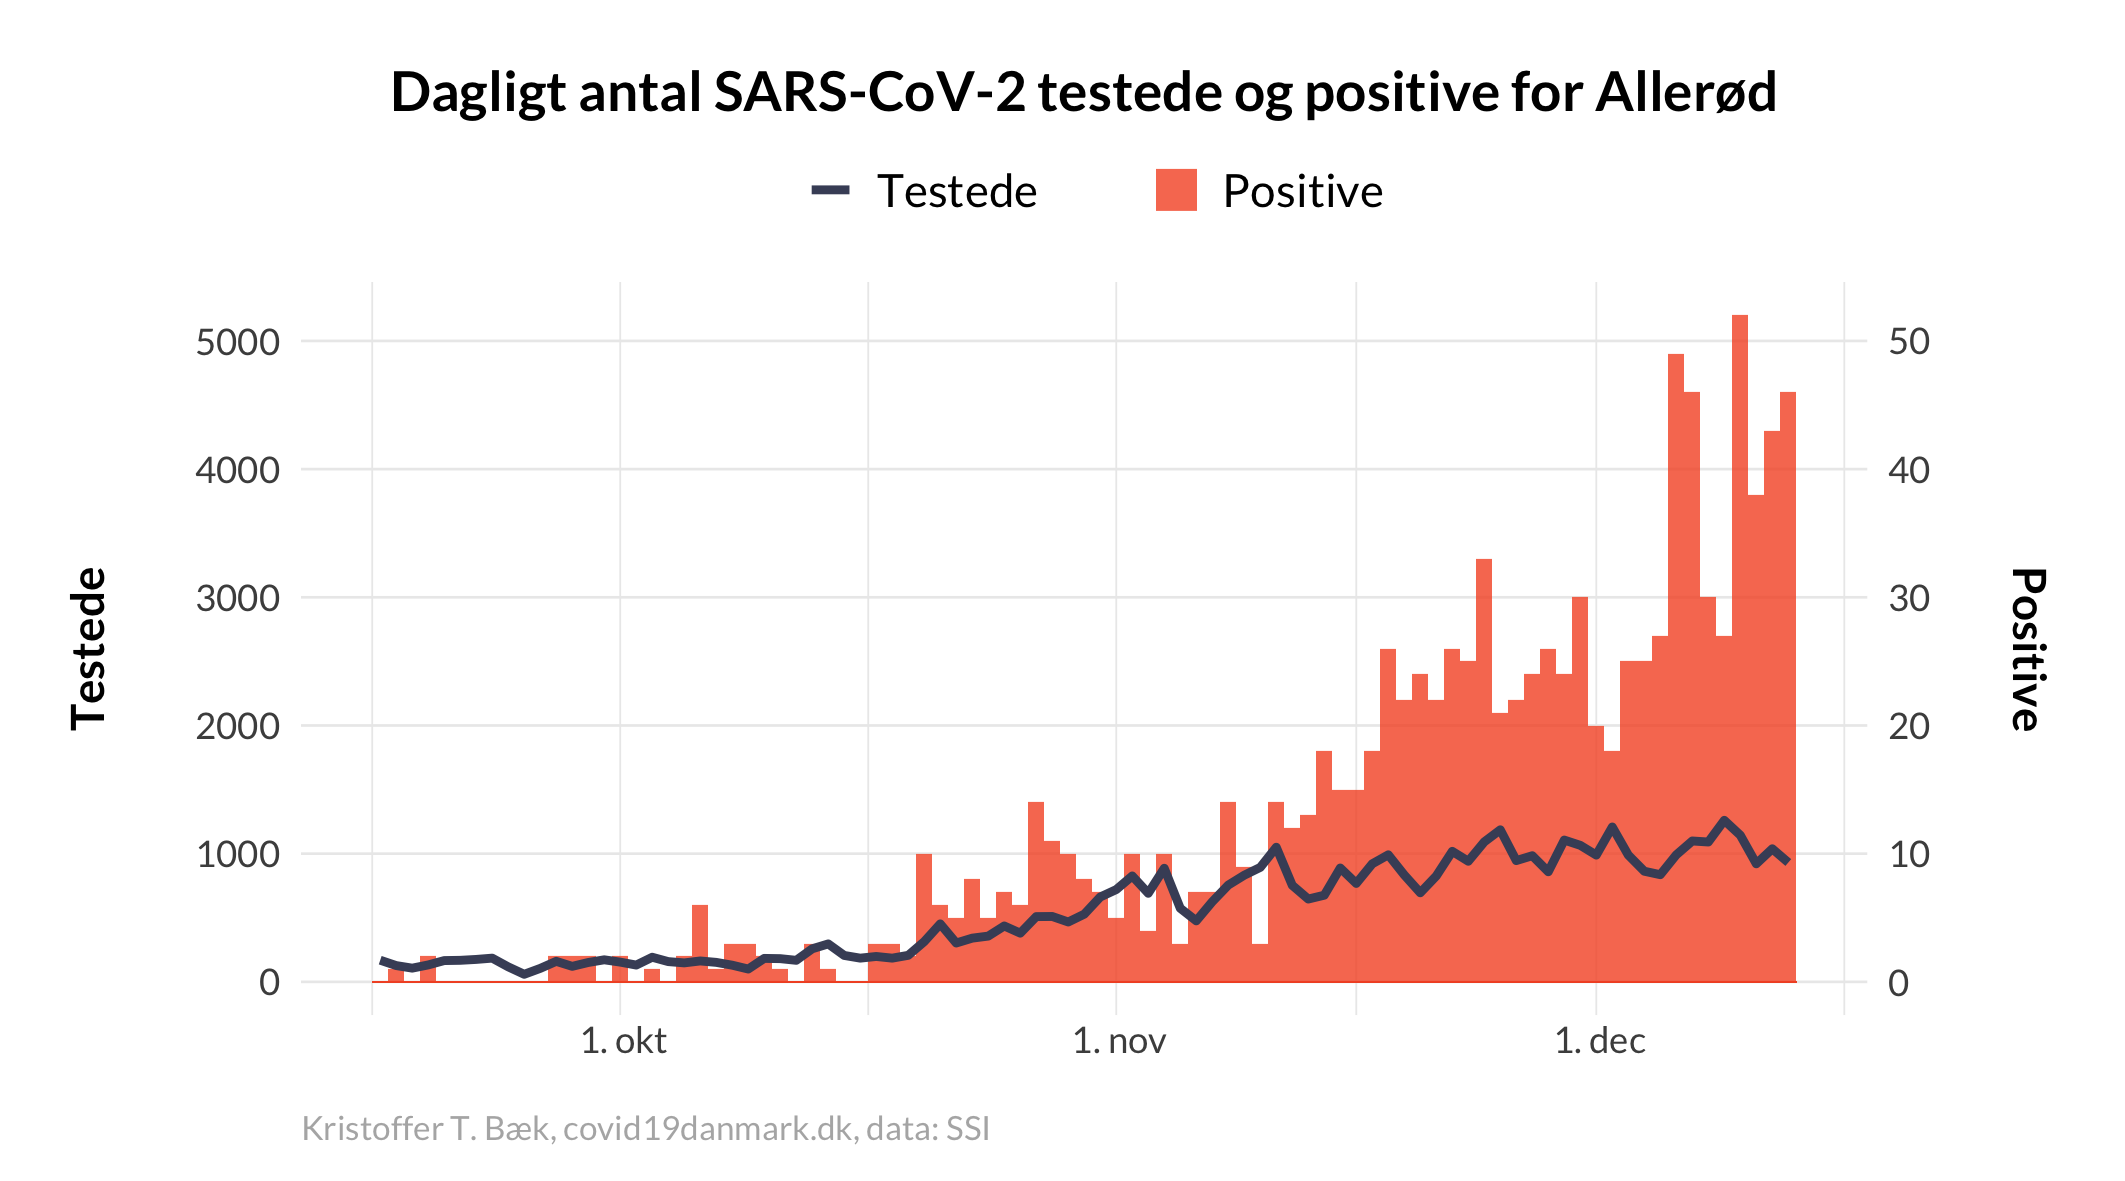 Dagligt antal SARS-CoV-2 testede og positive for Allerød
Testede
Positive
5000
4000
3000
2000
1000
0
50
40
30
20
10
0
Testede
Positive
1. okt
1. nov
1. dec
Kristoffer T. Bæk, covid19danmark.dk, data: SSI